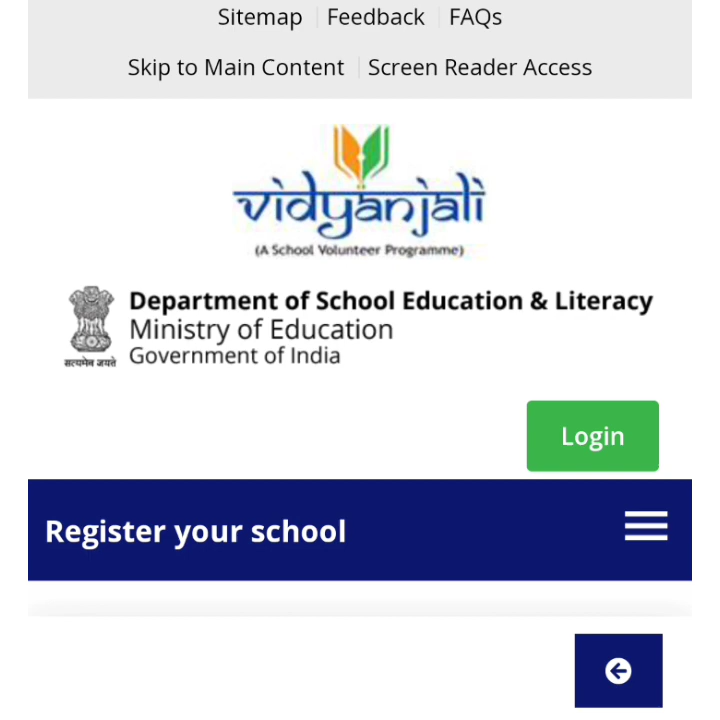 Sitemap Feedback FAQs
Skip to Main Content Screen Reader Access
vidyanjali
(A School Volunteer Programme)
Department of School Education & Literacy
Ministry of Education
Government of India
सत्यमेव जयते
Login
Register your school